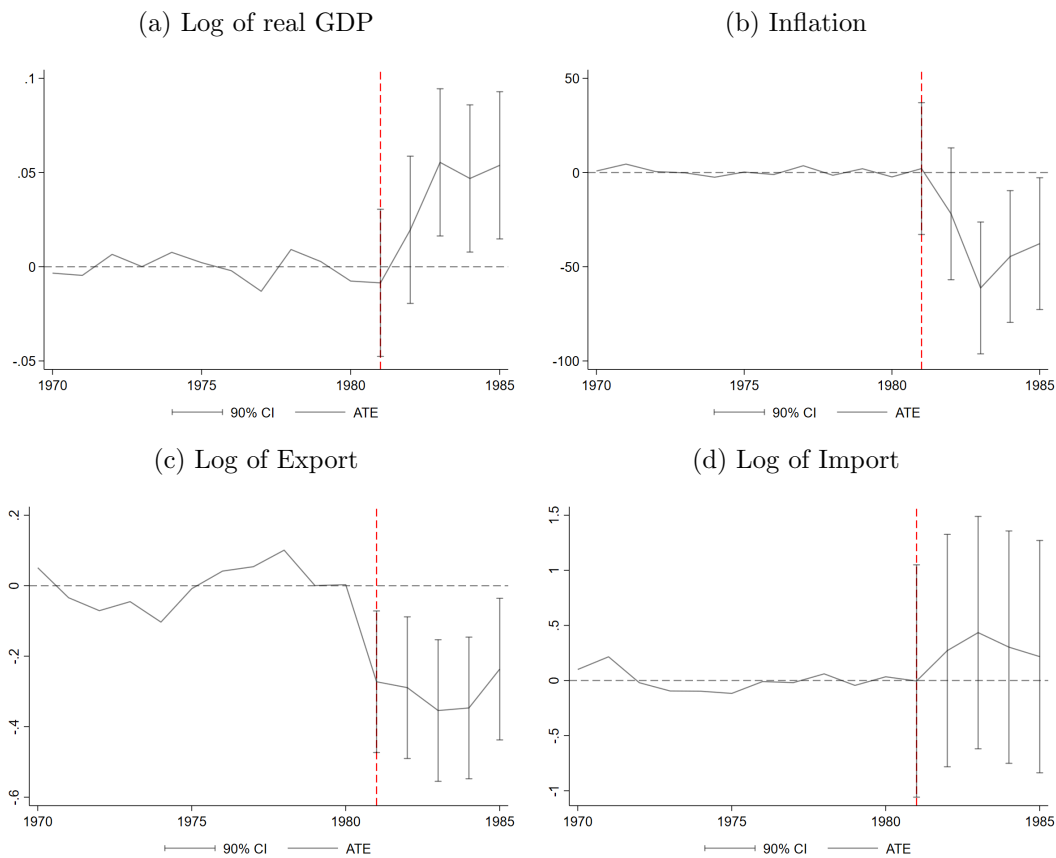 (a) Log of real GDP
.1
.05
0
-.05
1970 1975 1980 1985
90% CI ATE
(b) Inflation
50
0
-50
-100
1970 1975 1980 1985
90% CI ATE
(c) Log of Export
.2
0
-.2
-.4
-.6
1970 1975 1980 1985
90% CI ATE
(d) Log of Import
1.5
1
.5
0
-.5
-1
1970 1975 1980 1985
90% CI ATE